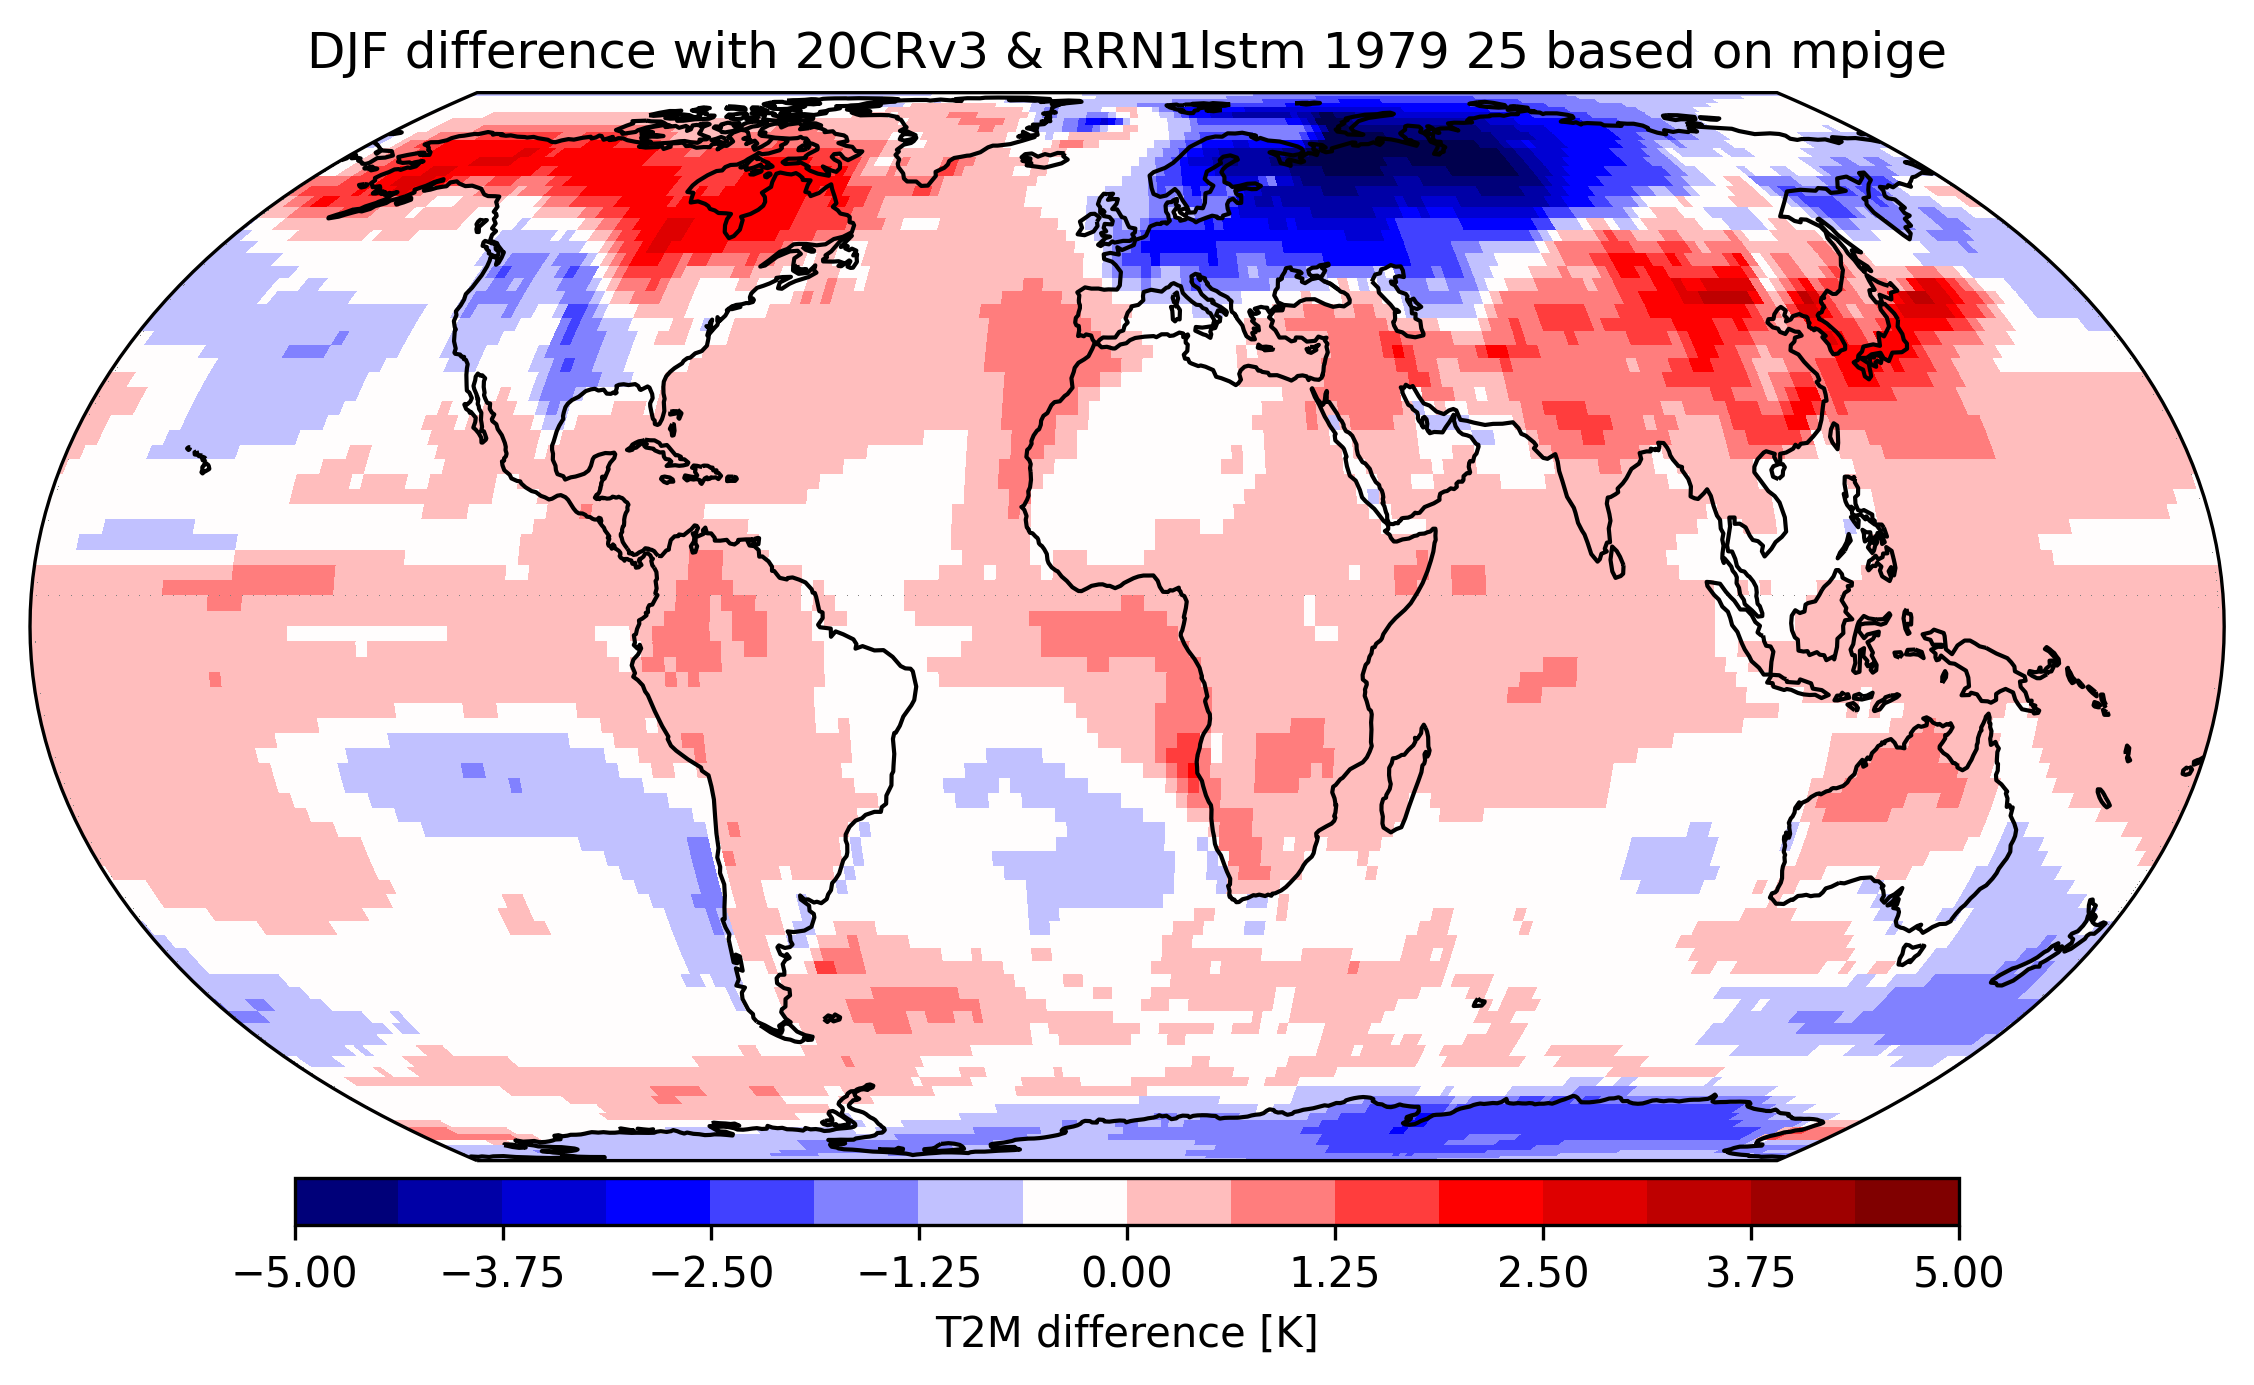 DJF difference with 20CRv3 & RRN1lstm 1979 25 based on mpige
−5.00 −3.75 −2.50 −1.25 0.00 1.25 2.50 3.75 5.00
T2M difference [K]